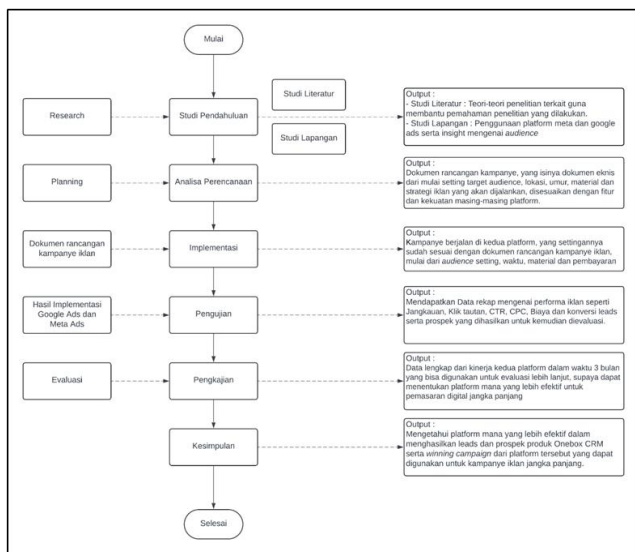 Mulai
Studi Literatur
Research
Studi Pendahuluan
Studi Lapangan
Output :
- Studi Literatur : Teori-teori penelitian terkait guna
membantu pemahaman penelitian yang dilakukan.
- Studi Lapangan : Penggunaan platform meta dan google
ads serta insight mengenai audience
Planning
Analisa Perencanaan
Output :
Dokumen rancangan kampanye, yang isinya dokumen eknis
dari mulai setting target audience, lokasi, umur, material dan
strategi iklan yang akan dijalankan, disesuaikan dengan fitur
dan kekuatan masing-masing platform.
Dokumen rancangan
kampanye iklan
Implementasi
Output :
Kampanye berjalan di kedua platform, yang settingannya
sudah sesuai dengan dokumen rancangan kampanye iklan,
mulai dari audience setting, waktu, material dan pembayaran
Hasil Implementasi
Google Ads dan
Meta Ads
Pengujian
Output :
Mendapatkan Data rekap mengenai performa iklan seperti
Jangkauan, Klik tautan, CTR, CPC, Biaya dan konversi leads
serta prospek yang dihasilkan untuk kemudian dievaluasi.
Evaluasi
Pengkajian
Output :
Data lengkap dari kinerja kedua platform dalam waktu 3 bulan
yang bisa digunakan untuk evaluasi lebih lanjut, supaya dapat
menentukan platform mana yang lebih efektif untuk
pemasaran digital jangka panjang
Kesimpulan
Output :
Mengetahui platform mana yang lebih efektif dalam
menghasilkan leads dan prospek produk Onebox CRM
serta winning campaign dari platform tersebut yang dapat
digunakan untuk kampanye iklan jangka panjang.
Selesai